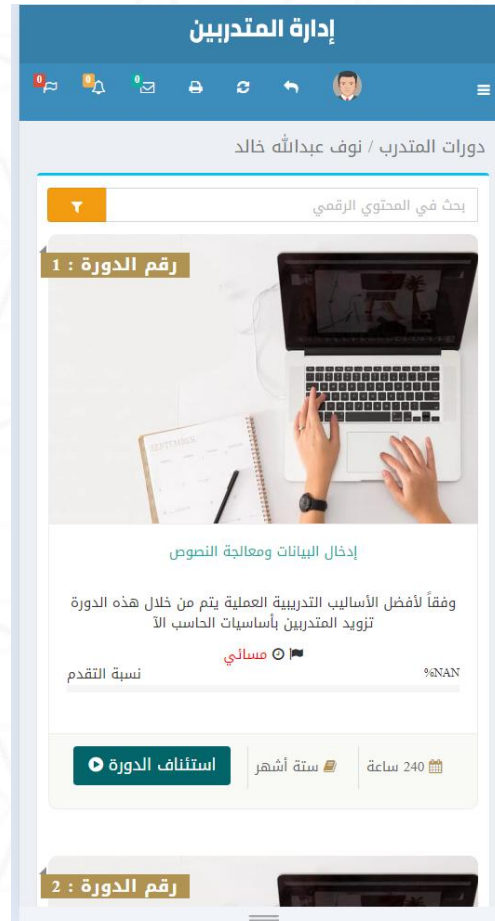 إدارة المتدربين
0 0 0
دورات المتدرب / نوف عبدالله خالد
بحث في المحتوي الرقمي
رقم الدورة : 1
SEPTEMBER
إدخال البيانات ومعالجة النصوص
وفقاً لأفضل الأساليب التدريبية العملية يتم من خلال هذه الدورة
تزويد المتدربين بأساسيات الحاسب الآ
مسائي
%NAN نسبة التقدم
240 ساعة ستة أشهر استئناف الدورة
رقم الدورة : 2